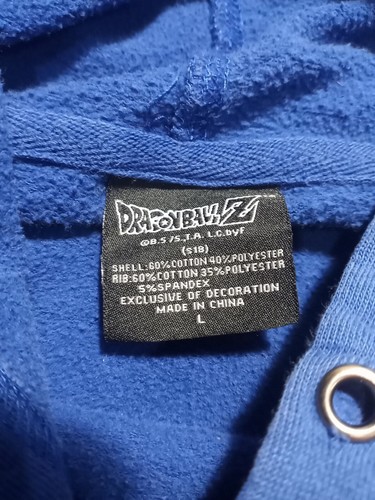 DRAGONBALL Z
©B.S/S.,T.A. L.C.byF
(S18)
SHELL:60%COTTON 40%POLYESTER
RIB:60%COTTON 35%POLYESTER
5%SPANDEX
EXCLUSIVE OF DECORATION
MADE IN CHINA
L